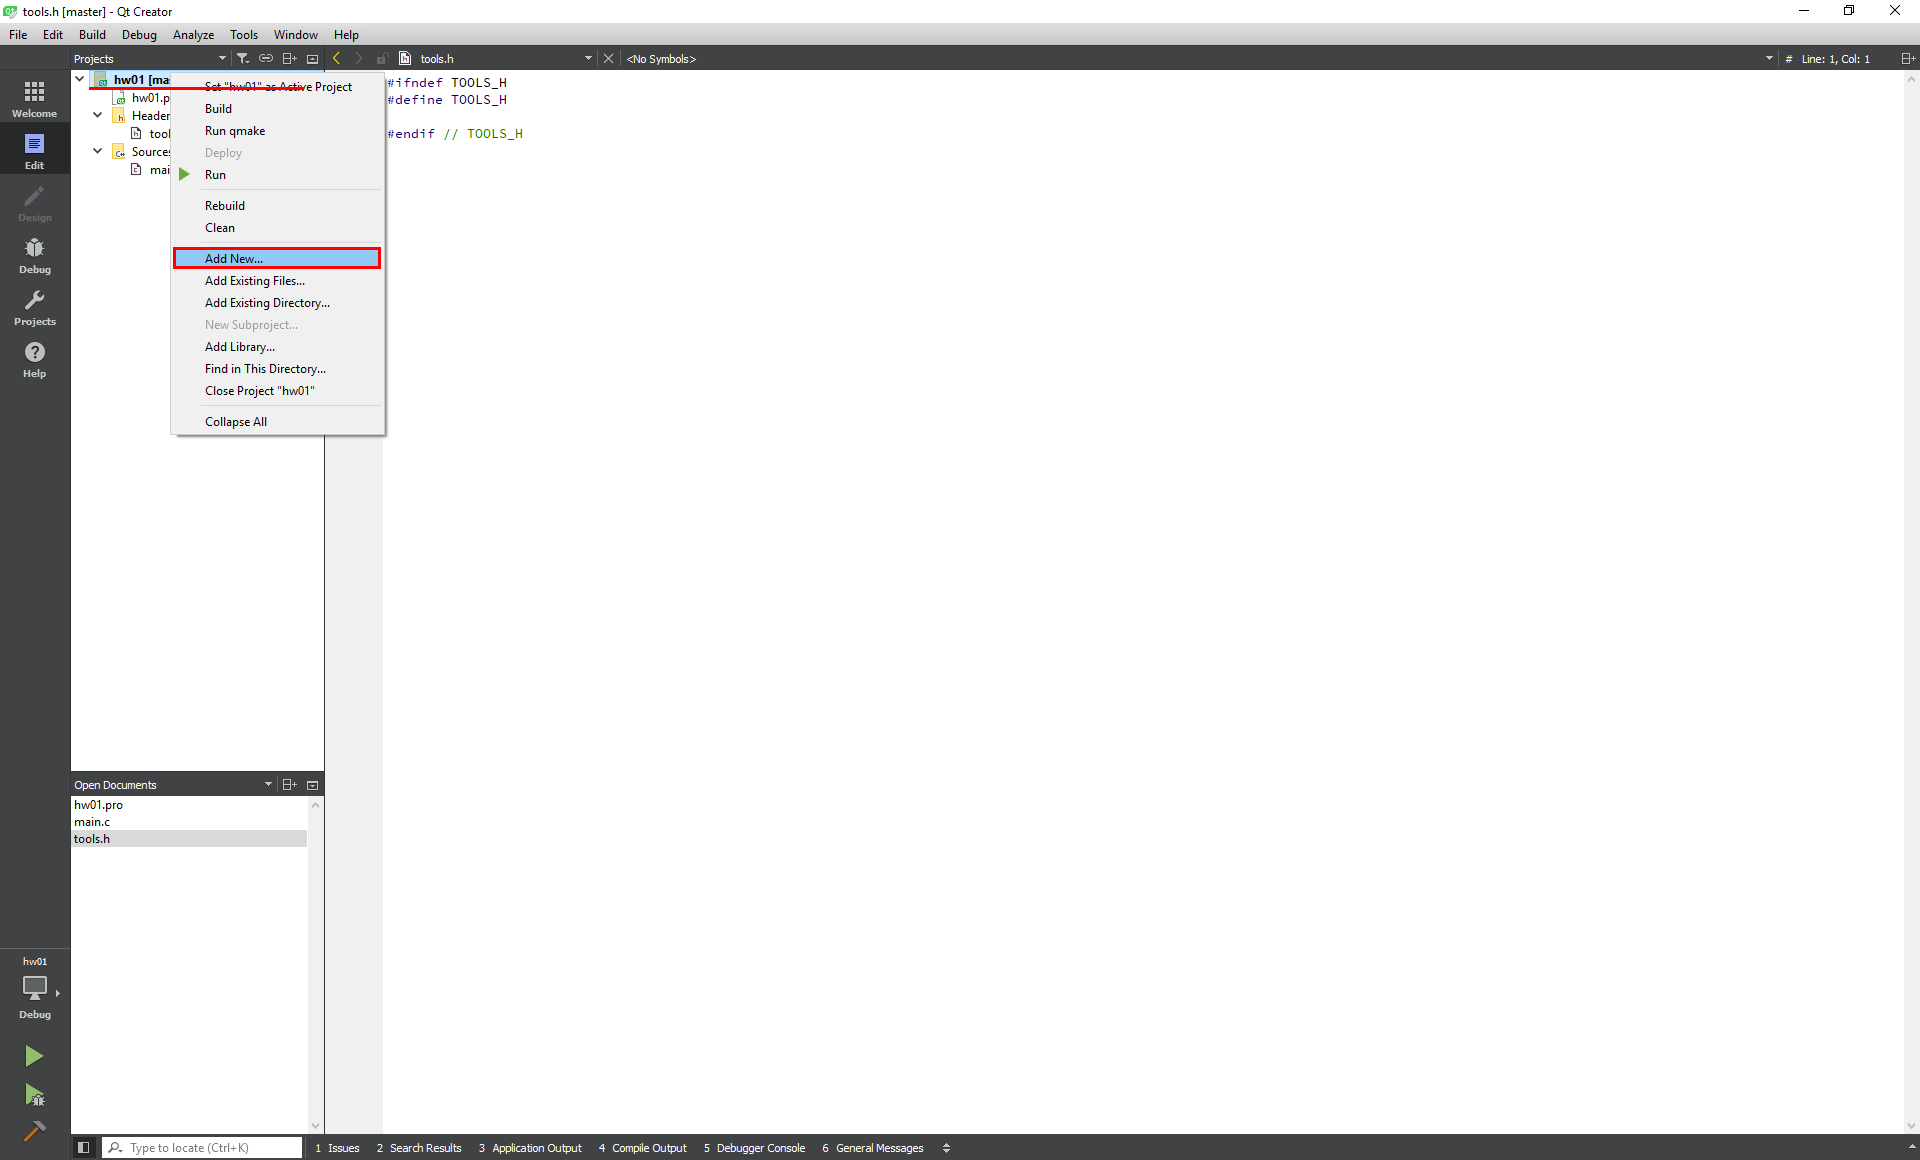 tools.h [master] - Qt Creator
File Edit Build Debug Analyze Tools Window Help
Projects
tools.h
<No Symbols>
# Line: 1, Col: 1
Welcome
Edit
Design
Debug
Projects
Help
hw01 [mas
hw01.p
Header
tool
Sources
mai
Set "hw01" as Active Project
Build
Run qmake
Deploy
Run
Rebuild
Clean
Add New...
Add Existing Files...
Add Existing Directory...
New Subproject...
Add Library...
Find in This Directory...
Close Project "hw01"
Collapse All
#ifndef TOOLS_H
#define TOOLS_H
#endif // TOOLS_H
Open Documents
hw01.pro
main.c
tools.h
hw01
Debug
Type to locate (Ctrl+K)
1 Issues 2 Search Results 3 Application Output 4 Compile Output 5 Debugger Console 6 General Messages